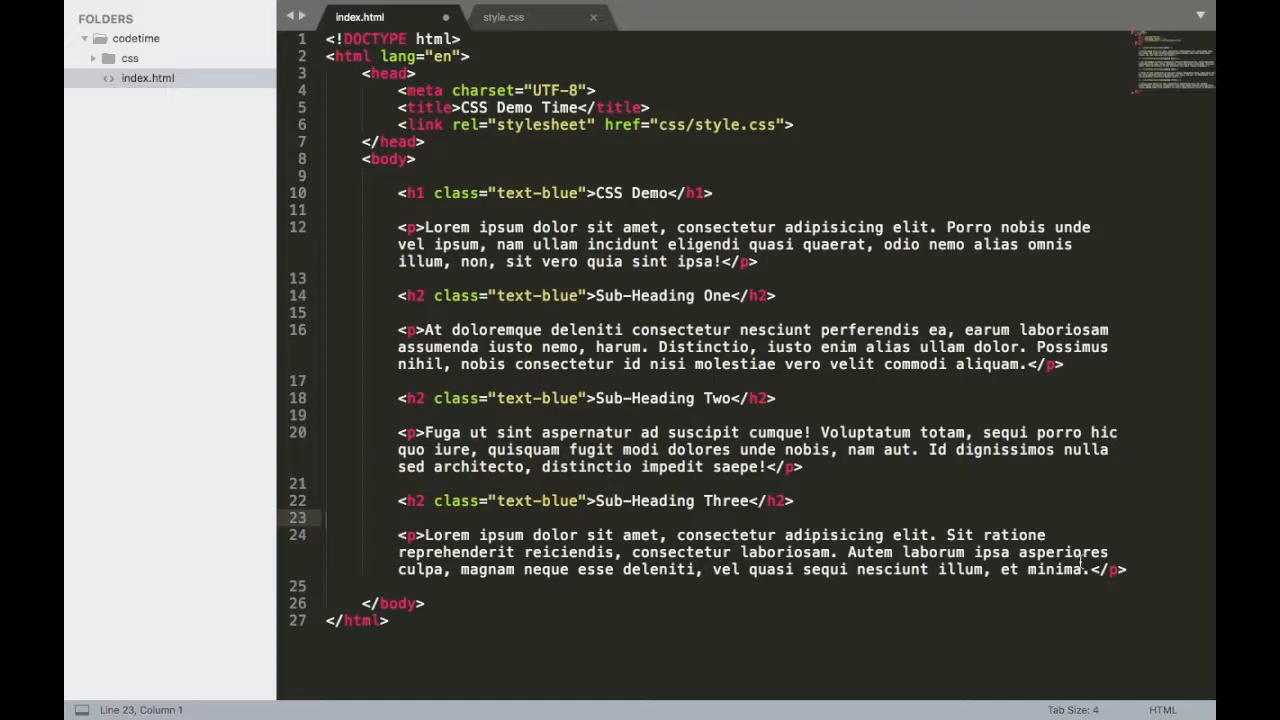 FOLDERS
codetime
css
index.html
index.html
style.css
1 <!DOCTYPE html>
2 <html lang="en">
3 <head>
4 <meta charset="UTF-8">
5 <title>CSS Demo Time</title>
6 <link rel="stylesheet" href="css/style.css">
7 </head>
8 <body>
9
10 <h1 class="text-blue">CSS Demo</h1>
11
12 <p>Lorem ipsum dolor sit amet, consectetur adipisicing elit. Porro nobis unde
vel ipsum, nam ullam incidunt eligendi quasi quaerat, odio nemo alias omnis
illum, non, sit vero quia sint ipsa!</p>
13
14 <h2 class="text-blue">Sub-Heading One</h2>
15
16 <p>At doloremque deleniti consectetur nesciunt perferendis ea, earum laboriosam
assumenda iusto nemo, harum. Distinctio, iusto enim alias ullam dolor. Possimus
nihil, nobis consectetur id nisi molestiae vero velit commodi aliquam.</p>
17
18 <h2 class="text-blue">Sub-Heading Two</h2>
19
20 <p>Fuga ut sint aspernatur ad suscipit cumque! Voluptatum totam, sequi porro hic
quo iure, quisquam fugit modi dolores unde nobis, nam aut. Id dignissimos nulla
sed architecto, distinctio impedit saepe!</p>
21
22 <h2 class="text-blue">Sub-Heading Three</h2>
23
24 <p>Lorem ipsum dolor sit amet, consectetur adipisicing elit. Sit ratione
reprehenderit reiciendis, consectetur laboriosam. Autem laborum ipsa asperiores
culpa, magnam neque esse deleniti, vel quasi sequi nesciunt illum, et minima.</p>
25
26 </body>
27 </html>
Line 23, Column 1
Tab Size: 4
HTML